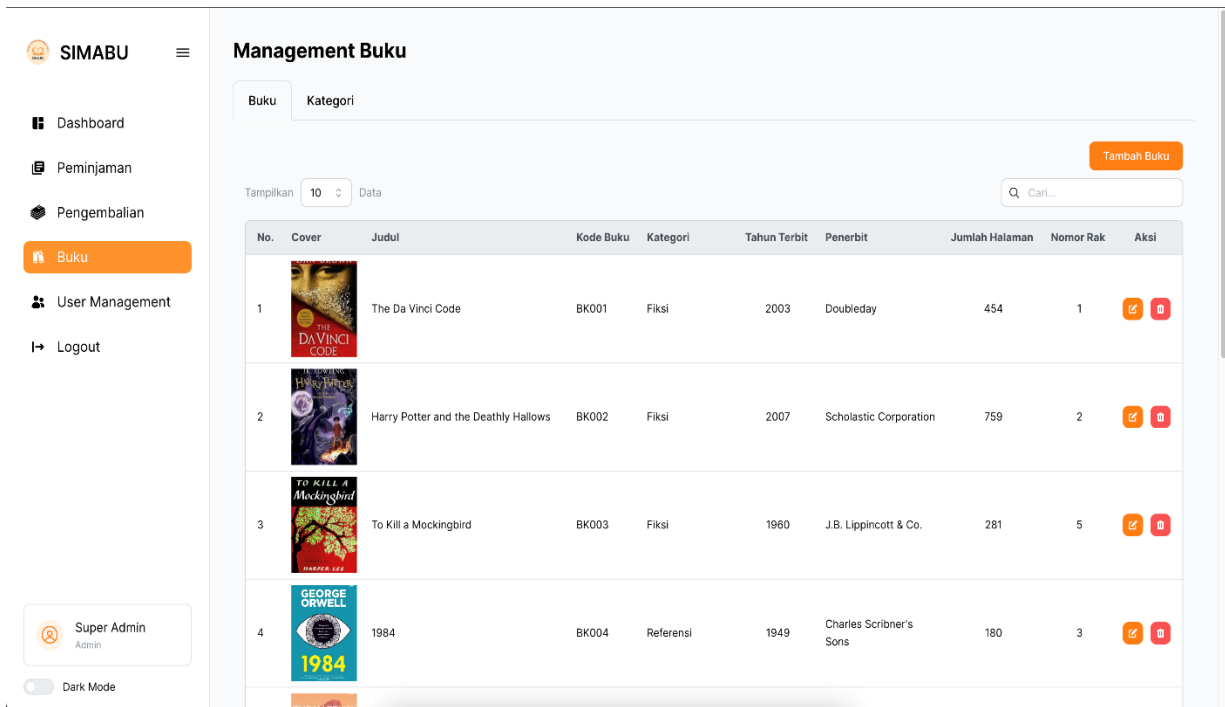 SIMABU
Dashboard
Peminjaman
Pengembalian
Buku
User Management
Logout
Super Admin
Admin
Dark Mode
Management Buku
Buku Kategori
Tambah Buku
Tampilkan 10 Data
Cari...
No. Cover Judul Kode Buku Kategori Tahun Terbit Penerbit Jumlah Halaman Nomor Rak Aksi
THE
DA VINCI
CODE
1 The Da Vinci Code BK001 Fiksi 2003 Doubleday 454 1
J.K. ROWLING
HARRY POTTER
2 Harry Potter and the Deathly Hallows BK002 Fiksi 2007 Scholastic Corporation 759 2
TO KILL A
Mockingbird
HARPER LEE
3 To Kill a Mockingbird BK003 Fiksi 1960 J.B. Lippincott & Co. 281 5
GEORGE
ORWELL
1984
4 1984 BK004 Referensi 1949 Charles Scribner's
Sons 180 3